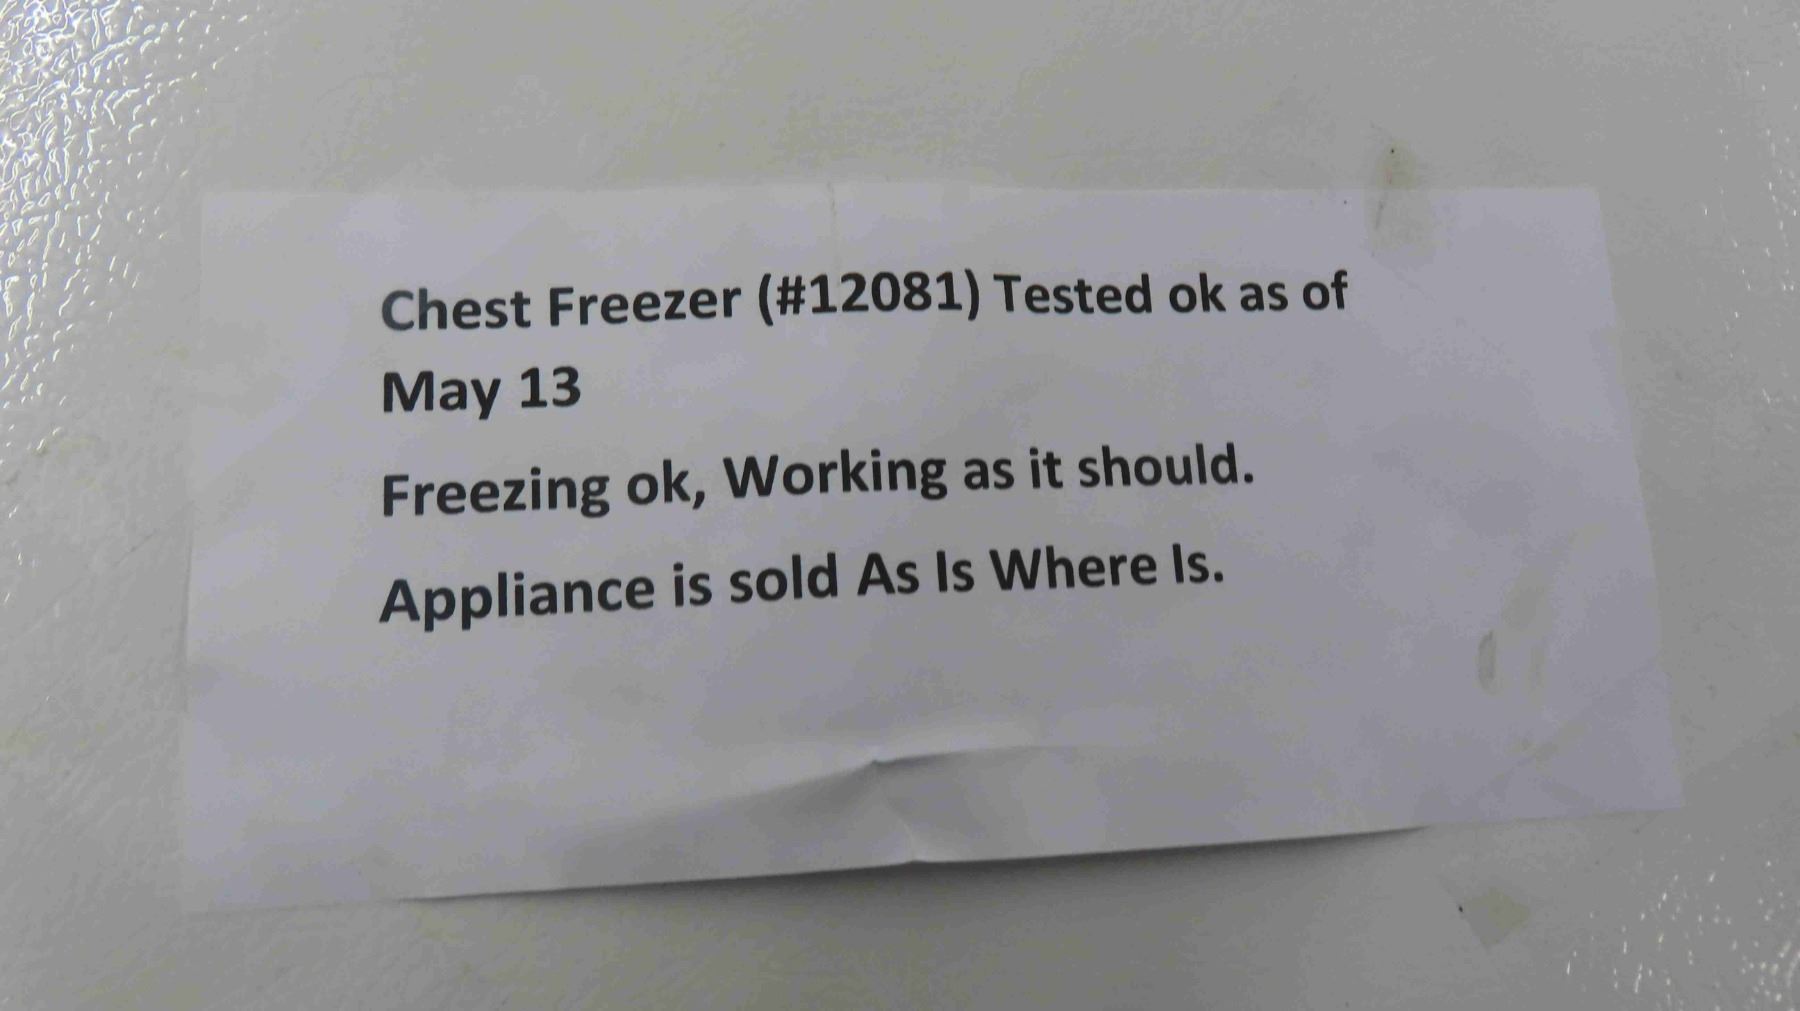 Chest Freezer (#12081) Tested ok as of
May 13
Freezing ok, Working as it should.
Appliance is sold As Is Where Is.